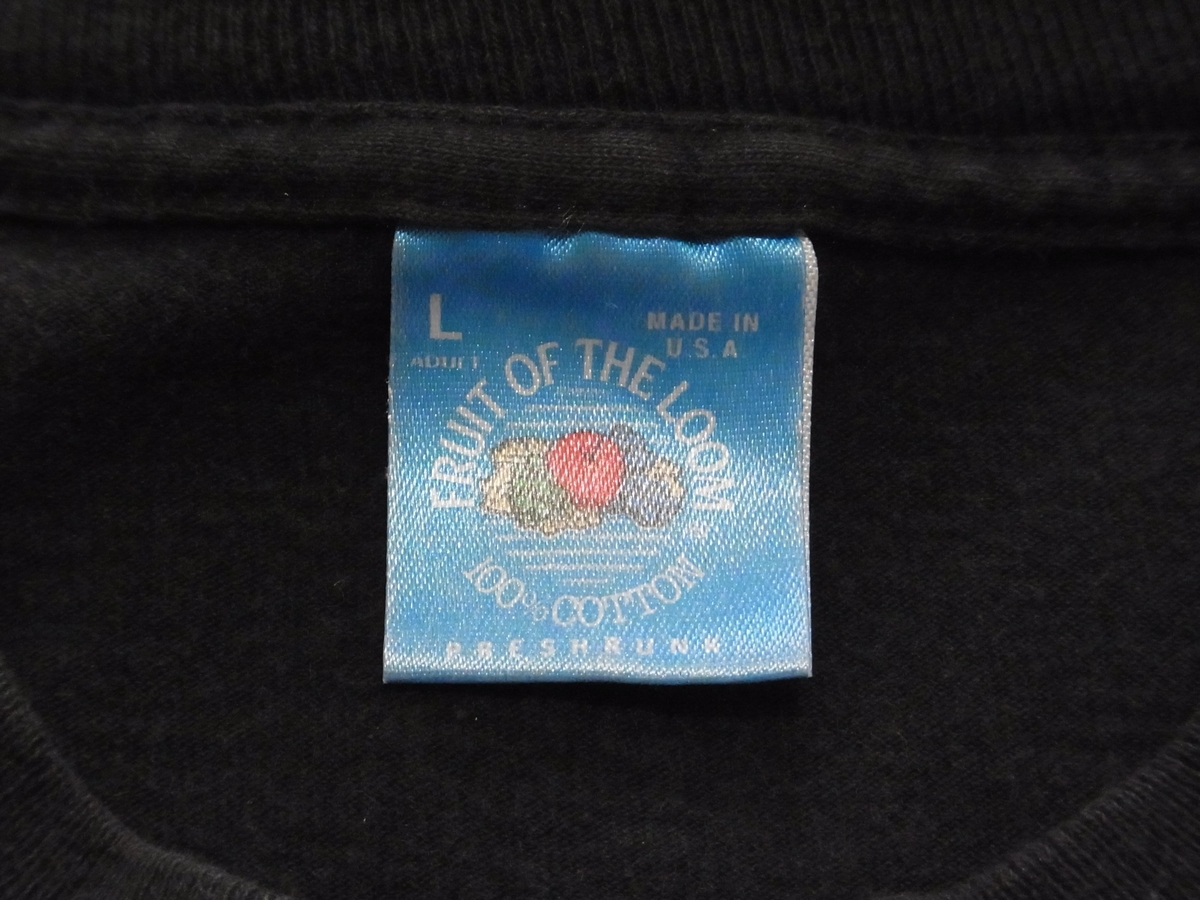 L
ADULT
MADE IN
U.S.A
FRUIT OF THE LOOM
®
100% COTTON
PRESHRUNK